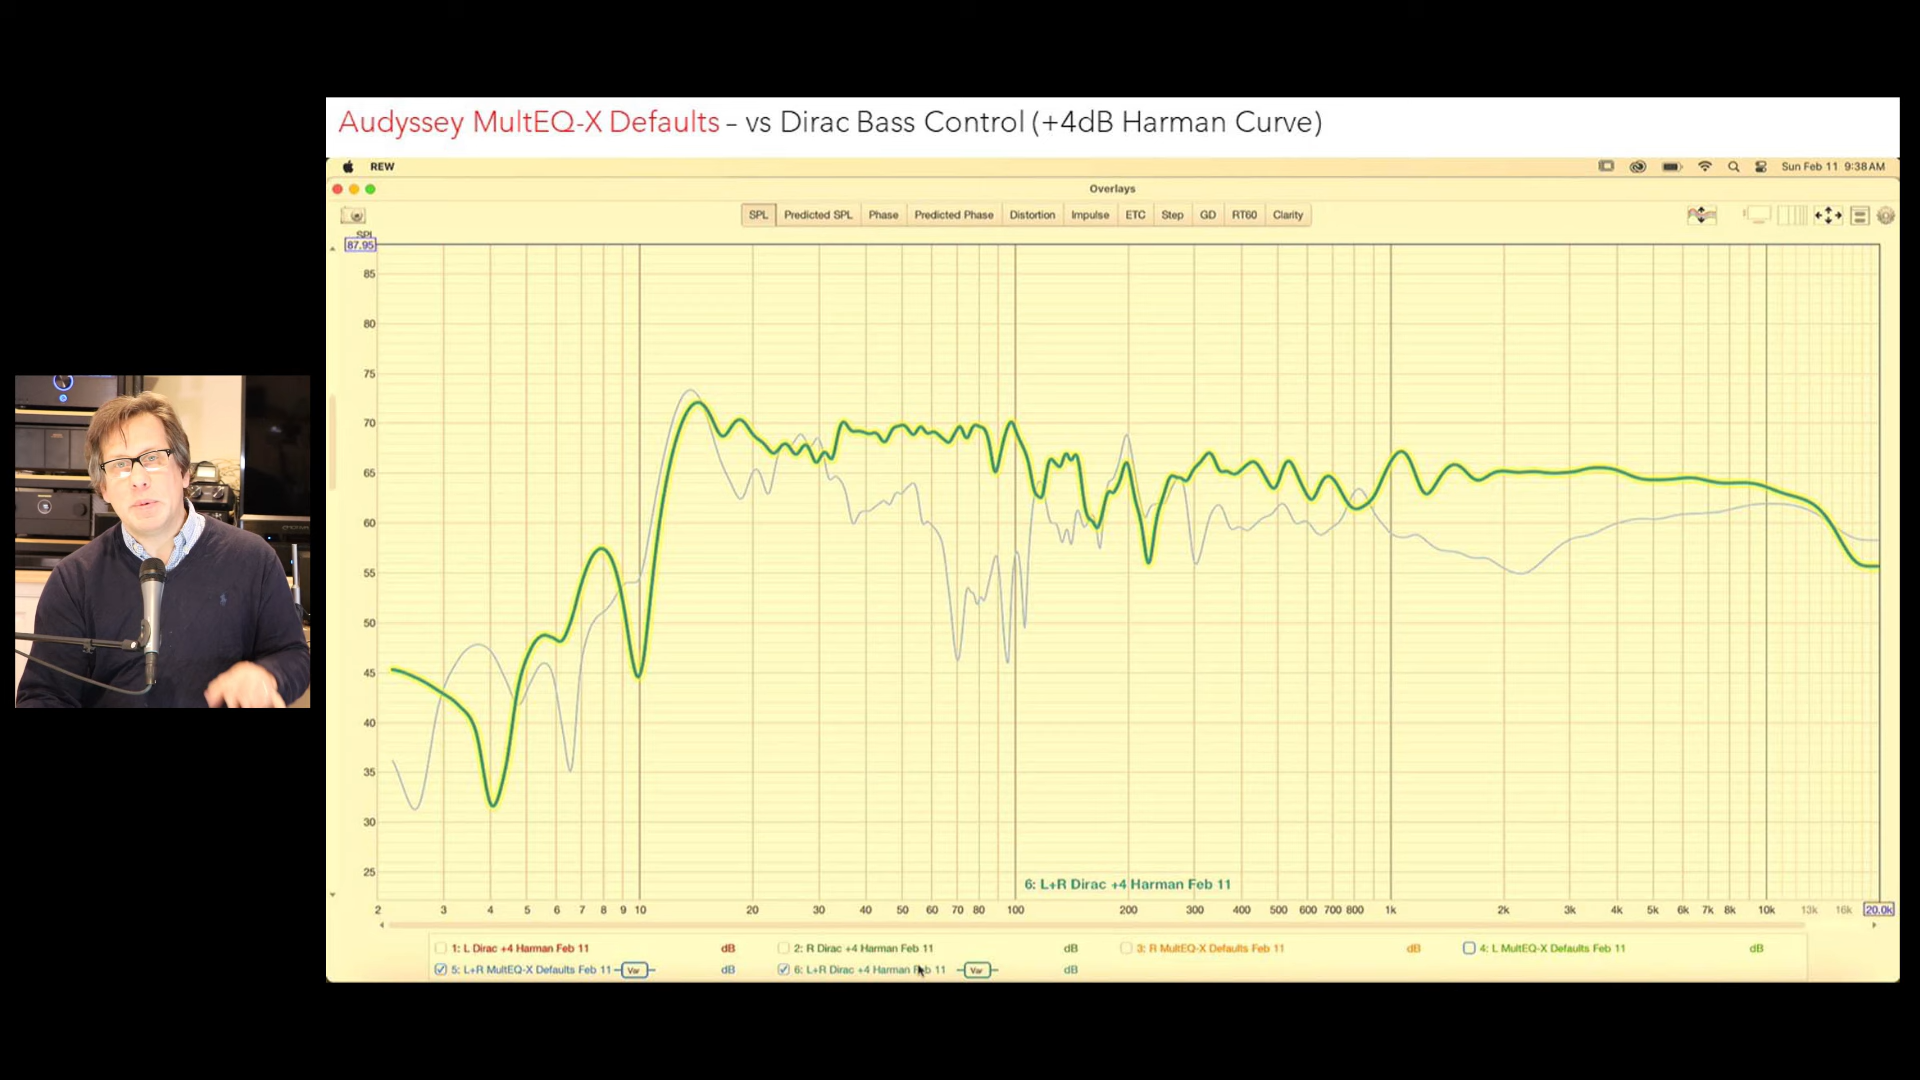 Audyssey MultEQ-X Defaults – vs Dirac Bass Control (+4dB Harman Curve)
REW
Sun Feb 11 9:38AM
Overlays
SPL Predicted SPL Phase Predicted Phase Distortion Impulse ETC Step GD RT60 Clarity
SPL
87.95
85
80
75
70
65
60
55
50
45
40
35
30
25
6: L+R Dirac +4 Harman Feb 11
2 3 4 5 6 7 8 9 10 20 30 40 50 60 70 80 100 200 300 400 500 600 700 800 1k 2k 3k 4k 5k 6k 7k 8k 10k 13k 16k 20.0k
1: L Dirac +4 Harman Feb 11 dB 2: R Dirac +4 Harman Feb 11 dB 3: R MultEQ-X Defaults Feb 11 dB 4: L MultEQ-X Defaults Feb 11 dB
5: L+R MultEQ-X Defaults Feb 11 Var dB 6: L+R Dirac +4 Harman Feb 11 Var dB